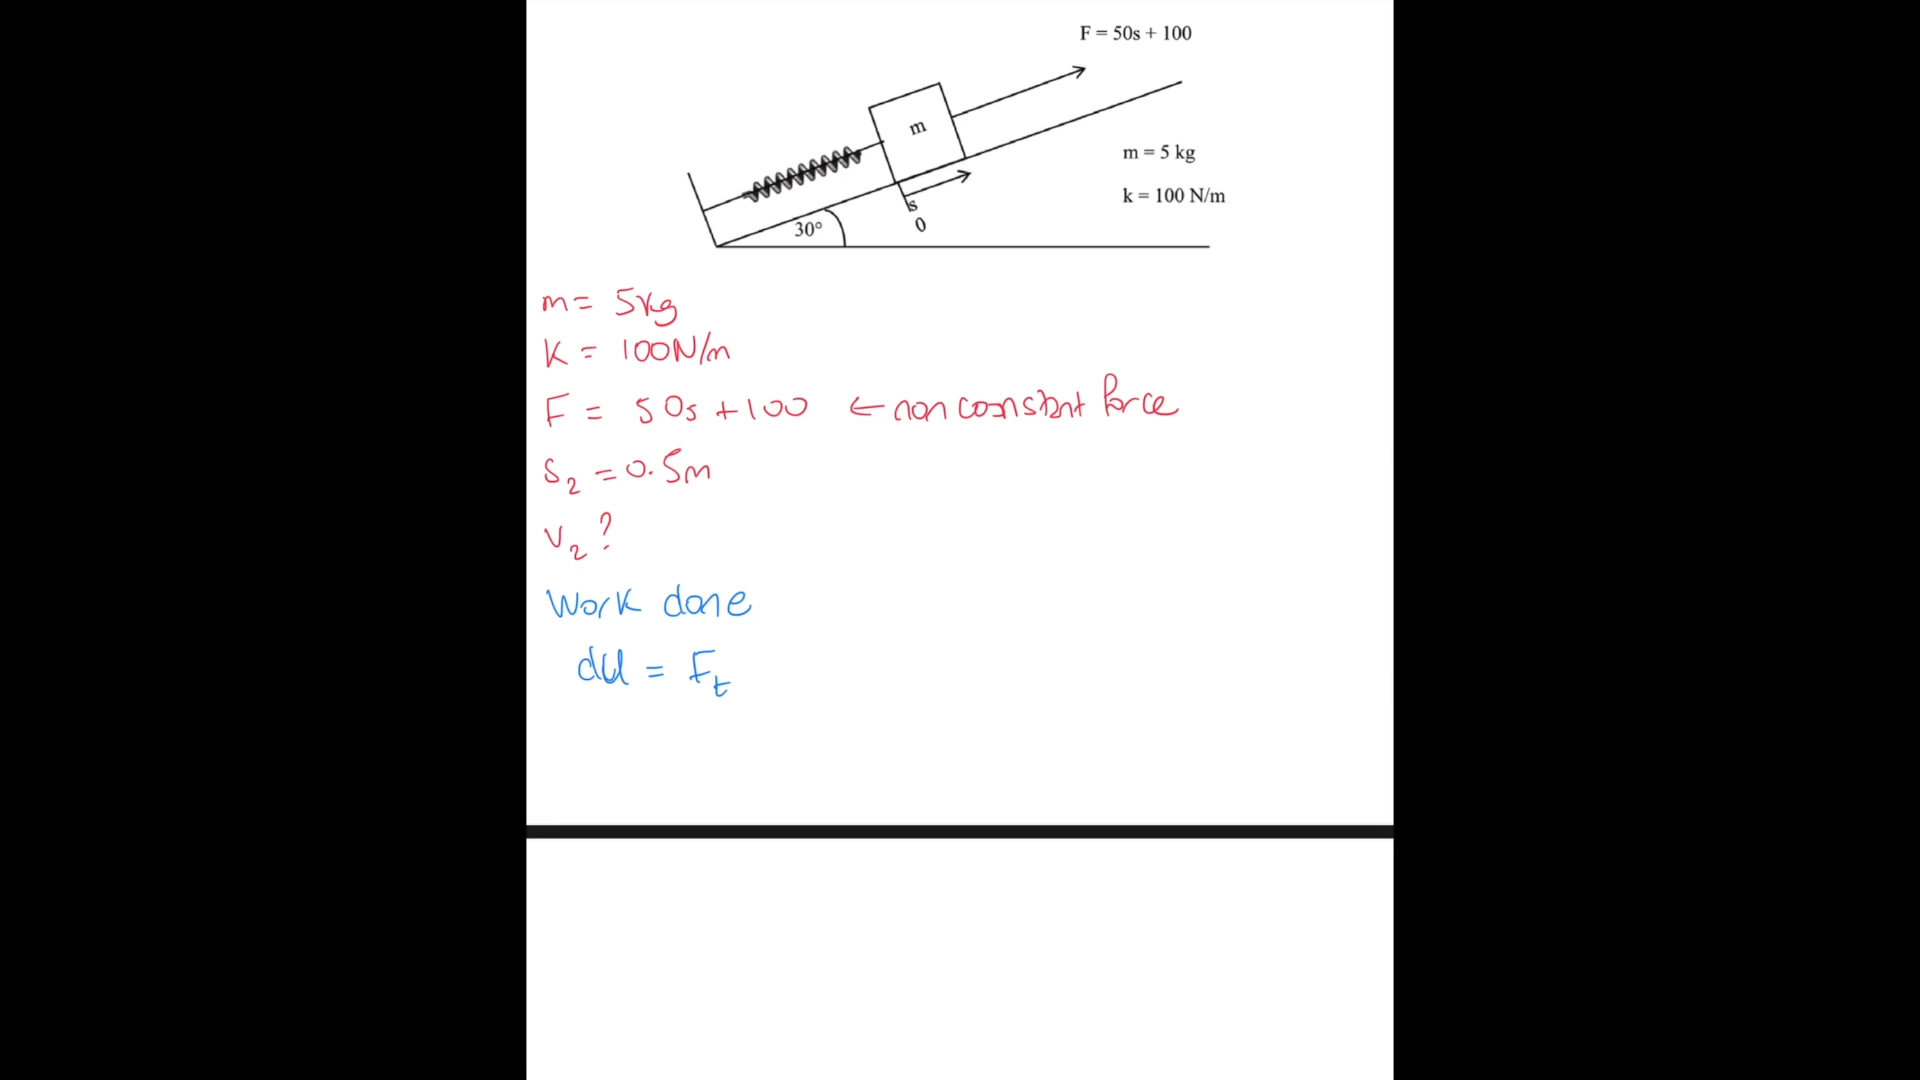 F = 50s + 100
m
m = 5 kg
k = 100 N/m
s
0
30°
m = 5kg
K = 100N/m
F = 50s + 100 ← non constant force
S₂ = 0.5m
V₂ ?
Work done
dU = Fₜ